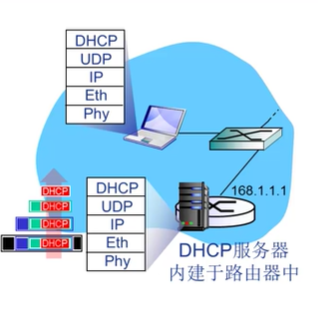 DHCP
UDP
IP
Eth
Phy
DHCP
DHCP
DHCP
DHCP
DHCP
UDP
IP
Eth
Phy
168.1.1.1
DHCP服务器
内建于路由器中